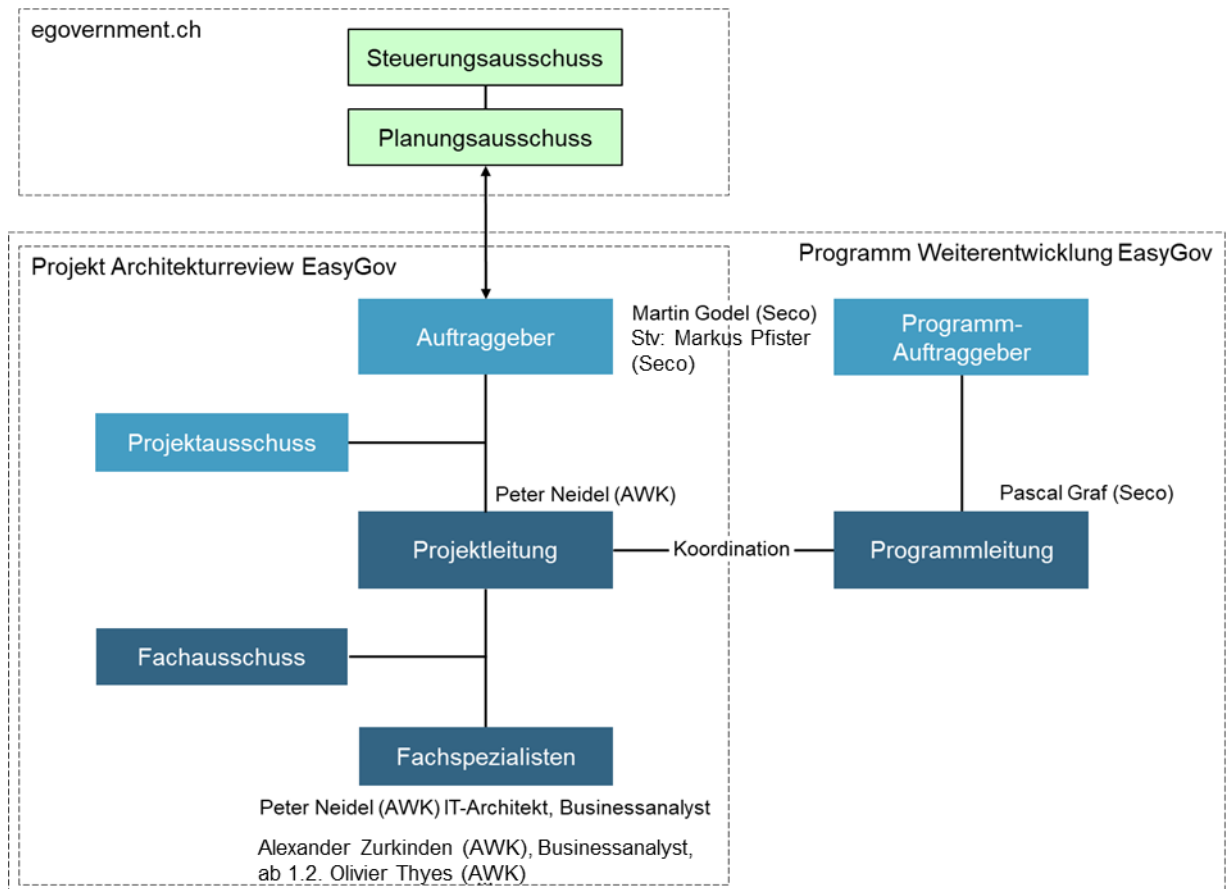 egovernment.ch
Steuerungsausschuss
Planungsausschuss
Projekt Architekturreview EasyGov
Programm Weiterentwicklung EasyGov
Auftraggeber
Martin Godel (Seco)
Stv: Markus Pfister
(Seco)
Programm-
Auftraggeber
Projektausschuss
Peter Neidel (AWK)
Pascal Graf (Seco)
Projektleitung
Koordination
Programmleitung
Fachausschuss
Fachspezialisten
Peter Neidel (AWK) IT-Architekt, Businessanalyst
Alexander Zurkinden (AWK), Businessanalyst,
ab 1.2. Olivier Thyes (AWK)